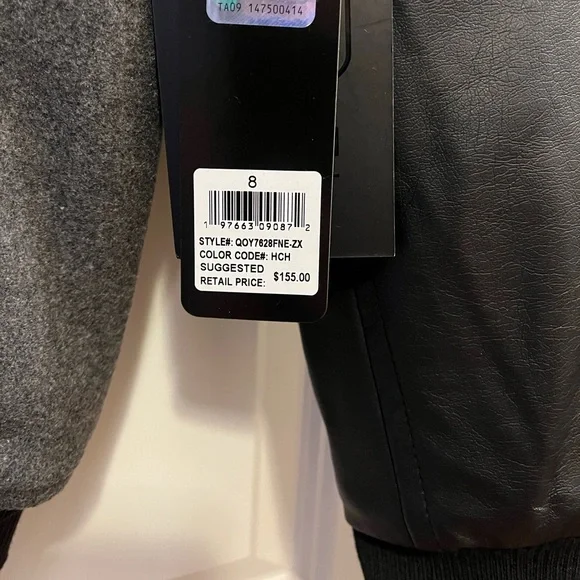 TA09 147500414
8
1 97663 09087 2
STYLE#: QOY7628FNE-ZX
COLOR CODE#: HCH
SUGGESTED
RETAIL PRICE: $155.00